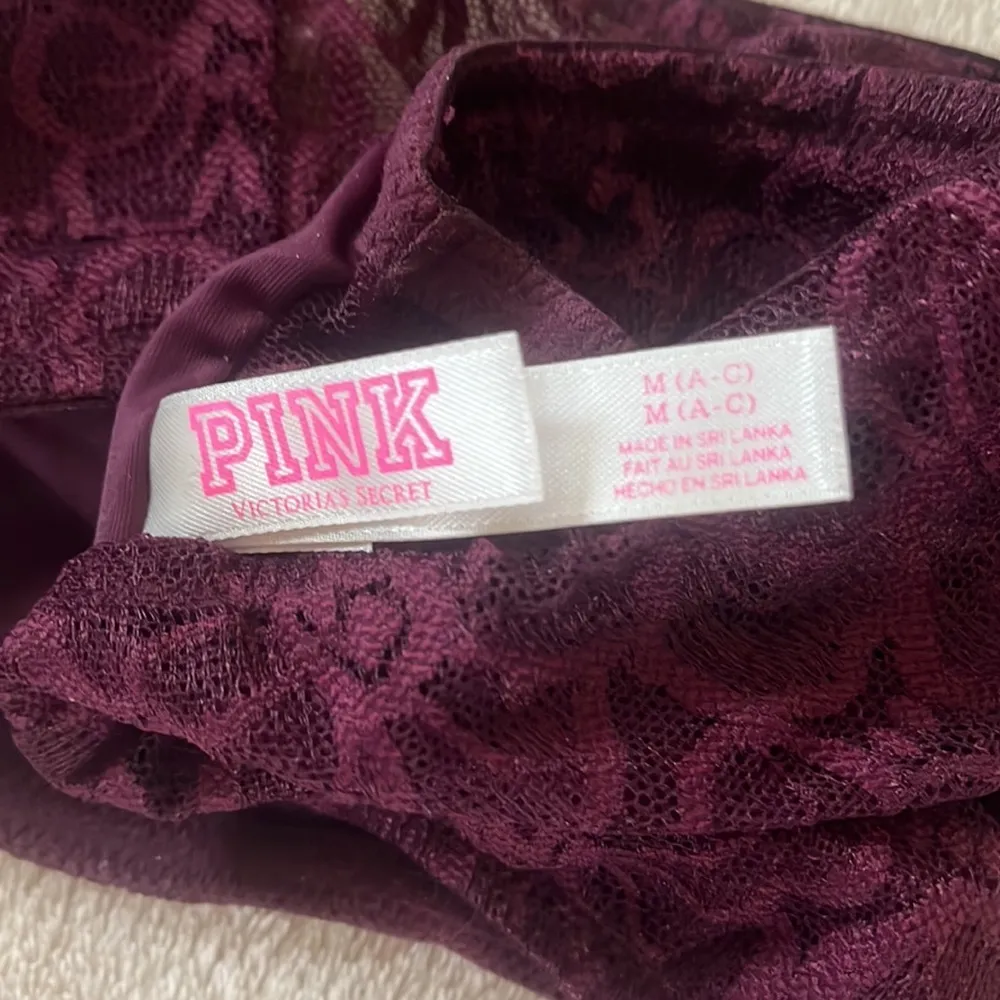 PINK
VICTORIA'S SECRET
M (A-C)
M (A-C)
MADE IN SRI LANKA
FAIT AU SRI LANKA
HECHO EN SRI LANKA